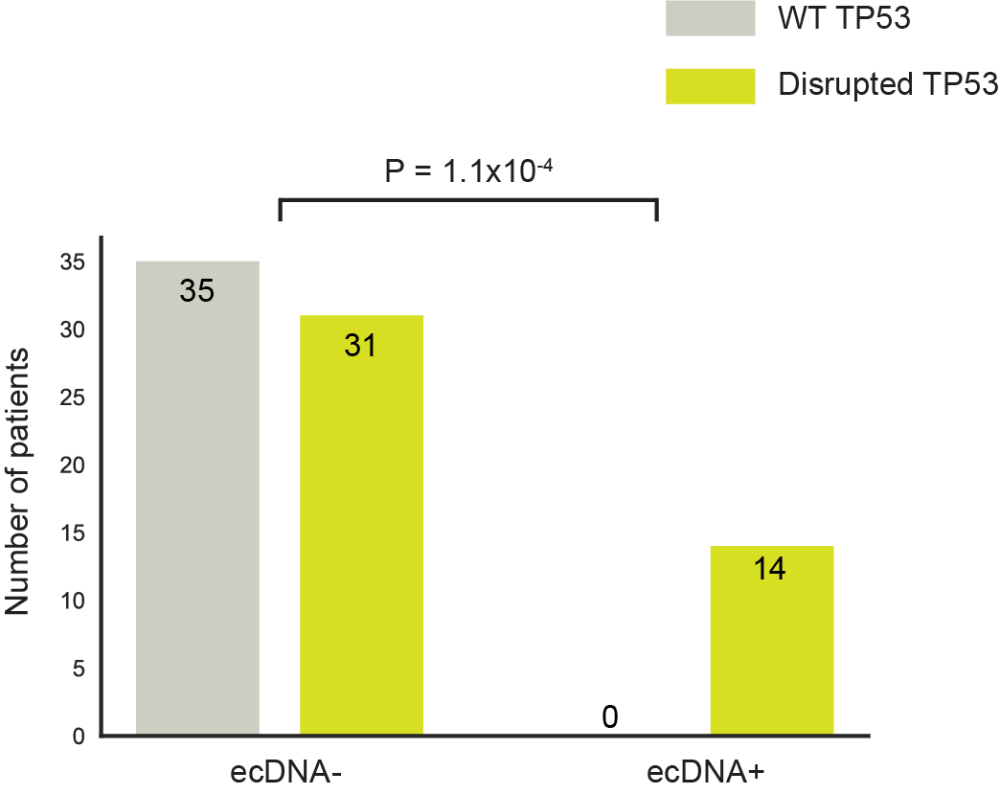 WT TP53
Disrupted TP53
P = 1.1x10⁻⁴
Number of patients
35
30
25
20
15
10
5
0
35
31
0
14
ecDNA-
ecDNA+